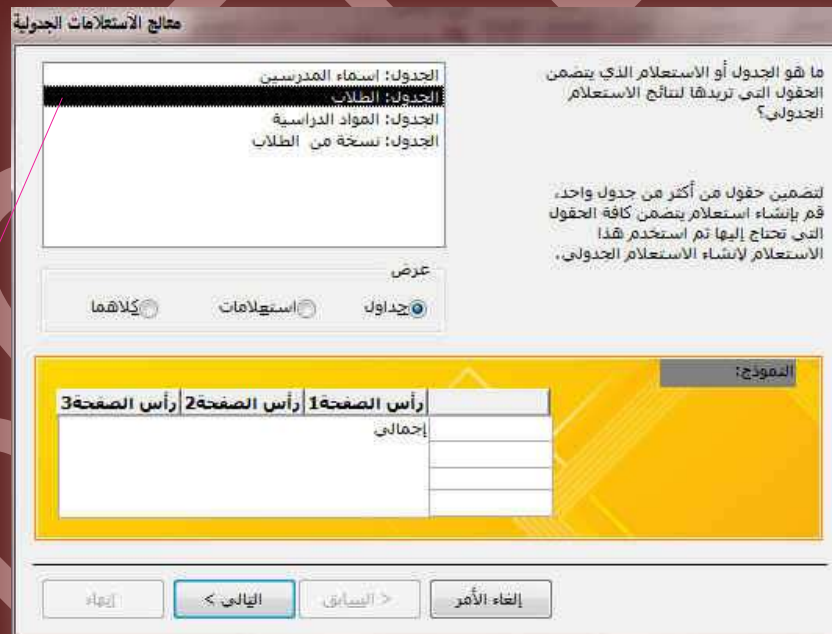 معالج الاستعلامات الجدولية
ما هو الجدول أو الاستعلام الذي يتضمن
الحقول التي تريدها لنتائج الاستعلام
الجدولي؟
لتضمين حقول من أكثر من جدول واحد،
قم بإنشاء استعلام يتضمن كافة الحقول
التي تحتاج إليها ثم استخدم هذا
الاستعلام لإنشاء الاستعلام الجدولي.
الجدول: اسماء المدرسين
الجدول: الطلاب
الجدول: المواد الدراسية
الجدول: نسخة من الطلاب
عرض
جداول استعلامات كلاهما
النموذج:
رأس الصفحة1 رأس الصفحة2 رأس الصفحة3
إجمالي
إلغاء الأمر < السابق التالي > إنهاء